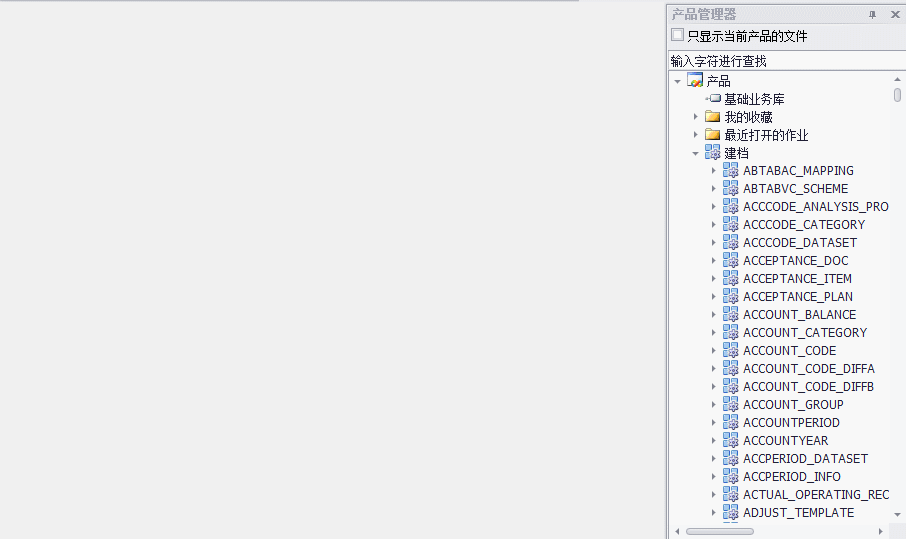 产品管理器
只显示当前产品的文件
输入字符进行查找
产品
基础业务库
我的收藏
最近打开的作业
建档
ABTABAC_MAPPING
ABTABVC_SCHEME
ACCCODE_ANALYSIS_PRO
ACCCODE_CATEGORY
ACCCODE_DATASET
ACCEPTANCE_DOC
ACCEPTANCE_ITEM
ACCEPTANCE_PLAN
ACCOUNT_BALANCE
ACCOUNT_CATEGORY
ACCOUNT_CODE
ACCOUNT_CODE_DIFFA
ACCOUNT_CODE_DIFFB
ACCOUNT_GROUP
ACCOUNTPERIOD
ACCOUNTYEAR
ACCPERIOD_DATASET
ACCPERIOD_INFO
ACTUAL_OPERATING_REC
ADJUST_TEMPLATE